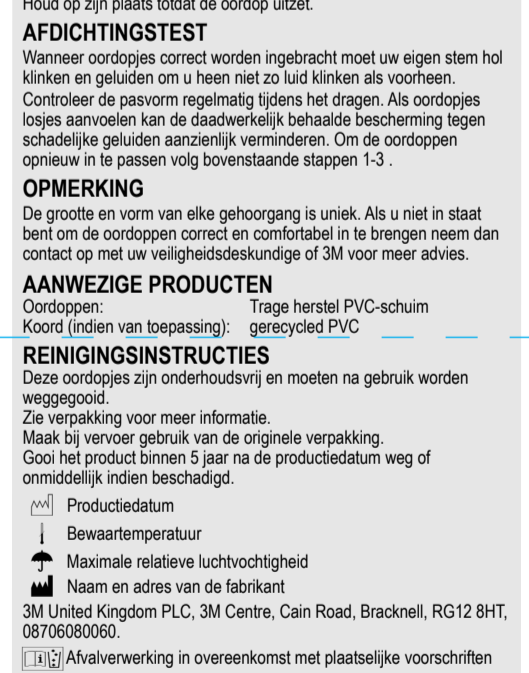 Houd op zijn plaats totdat de oordop uitzet.
AFDICHTINGSTEST
Wanneer oordopjes correct worden ingebracht moet uw eigen stem hol
klinken en geluiden om u heen niet zo luid klinken als voorheen.
Controleer de pasvorm regelmatig tijdens het dragen. Als oordopjes
losjes aanvoelen kan de daadwerkelijk behaalde bescherming tegen
schadelijke geluiden aanzienlijk verminderen. Om de oordoppen
opnieuw in te passen volg bovenstaande stappen 1-3 .
OPMERKING
De grootte en vorm van elke gehoorgang is uniek. Als u niet in staat
bent om de oordoppen correct en comfortabel in te brengen neem dan
contact op met uw veiligheidsdeskundige of 3M voor meer advies.
AANWEZIGE PRODUCTEN
Oordoppen: Trage herstel PVC-schuim
Koord (indien van toepassing): gerecycled PVC
REINIGINGSINSTRUCTIES
Deze oordopjes zijn onderhoudsvrij en moeten na gebruik worden
weggegooid.
Zie verpakking voor meer informatie.
Maak bij vervoer gebruik van de originele verpakking.
Gooi het product binnen 5 jaar na de productiedatum weg of
onmiddellijk indien beschadigd.
Productiedatum
Bewaartemperatuur
Maximale relatieve luchtvochtigheid
Naam en adres van de fabrikant
3M United Kingdom PLC, 3M Centre, Cain Road, Bracknell, RG12 8HT,
08706080060.
Afvalverwerking in overeenkomst met plaatselijke voorschriften